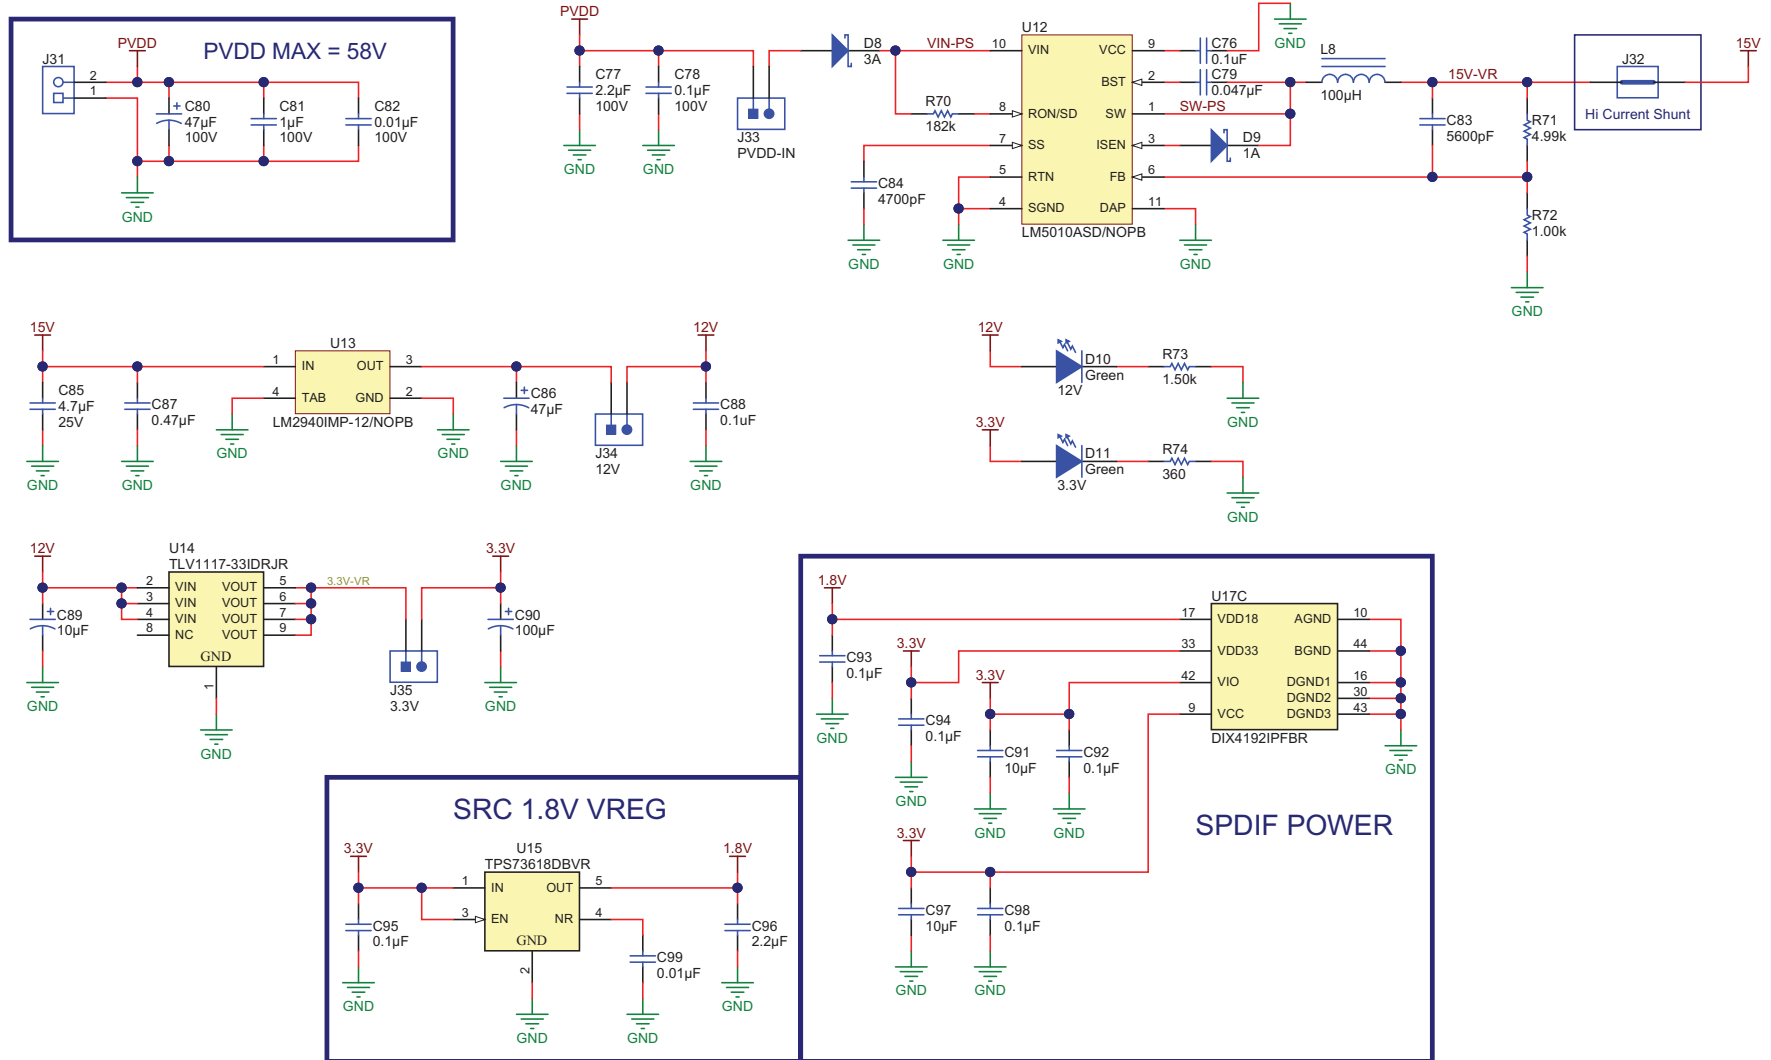 PVDD MAX = 58V
PVDD
J31
2
1
C80
47µF
100V
C81
1µF
100V
C82
0.01µF
100V
GND
PVDD
C77
2.2µF
100V
GND
C78
0.1µF
100V
GND
J33
PVDD-IN
D8
3A
VIN-PS
R70
182k
C84
4700pF
GND
GND
U12
10 VIN VCC 9
BST 2
8 RON/SD SW 1
7 SS ISEN 3
5 RTN FB 6
4 SGND DAP 11
LM5010ASD/NOPB
GND
C76
0.1uF
GND
C79
0.047µF
SW-PS
D9
1A
L8
100µH
15V-VR
C83
5600pF
R71
4.99k
R72
1.00k
GND
J32
Hi Current Shunt
15V
15V
C85
4.7µF
25V
GND
C87
0.47µF
GND
U13
1 IN OUT 3
4 TAB GND 2
LM2940IMP-12/NOPB
GND
GND
C86
47µF
GND
J34
12V
12V
C88
0.1uF
GND
12V
D10
Green
12V
R73
1.50k
GND
3.3V
D11
Green
3.3V
R74
360
GND
12V
C89
10µF
GND
U14
TLV1117-33IDRJR
2 VIN VOUT 5
3 VIN VOUT 6
4 VIN VOUT 7
8 NC VOUT 9
GND
1
GND
3.3V-VR
J35
3.3V
3.3V
C90
100µF
GND
SRC 1.8V VREG
3.3V
C95
0.1µF
GND
U15
TPS73618DBVR
1 IN OUT 5
3 EN NR 4
GND
2
GND
C99
0.01µF
GND
1.8V
C96
2.2µF
GND
1.8V
C93
0.1µF
GND
3.3V
C94
0.1µF
GND
3.3V
C91
10µF
GND
C92
0.1µF
GND
3.3V
C97
10µF
GND
C98
0.1µF
GND
U17C
17 VDD18 AGND 10
33 VDD33 BGND 44
42 VIO DGND1 16
DGND2 30
9 VCC DGND3 43
DIX4192IPFBR
GND
SPDIF POWER